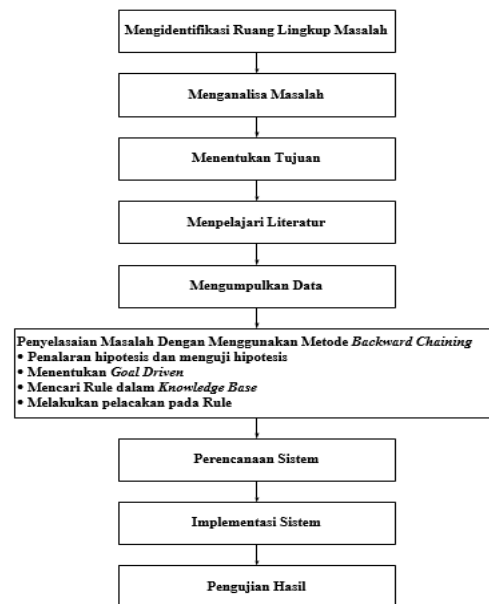 Mengidentifikasi Ruang Lingkup Masalah
Menganalisa Masalah
Menentukan Tujuan
Menpelajari Literatur
Mengumpulkan Data
Penyelasaian Masalah Dengan Menggunakan Metode Backward Chaining
• Penalaran hipotesis dan menguji hipotesis
• Menentukan Goal Driven
• Mencari Rule dalam Knowledge Base
• Melakukan pelacakan pada Rule
Perencanaan Sistem
Implementasi Sistem
Pengujian Hasil